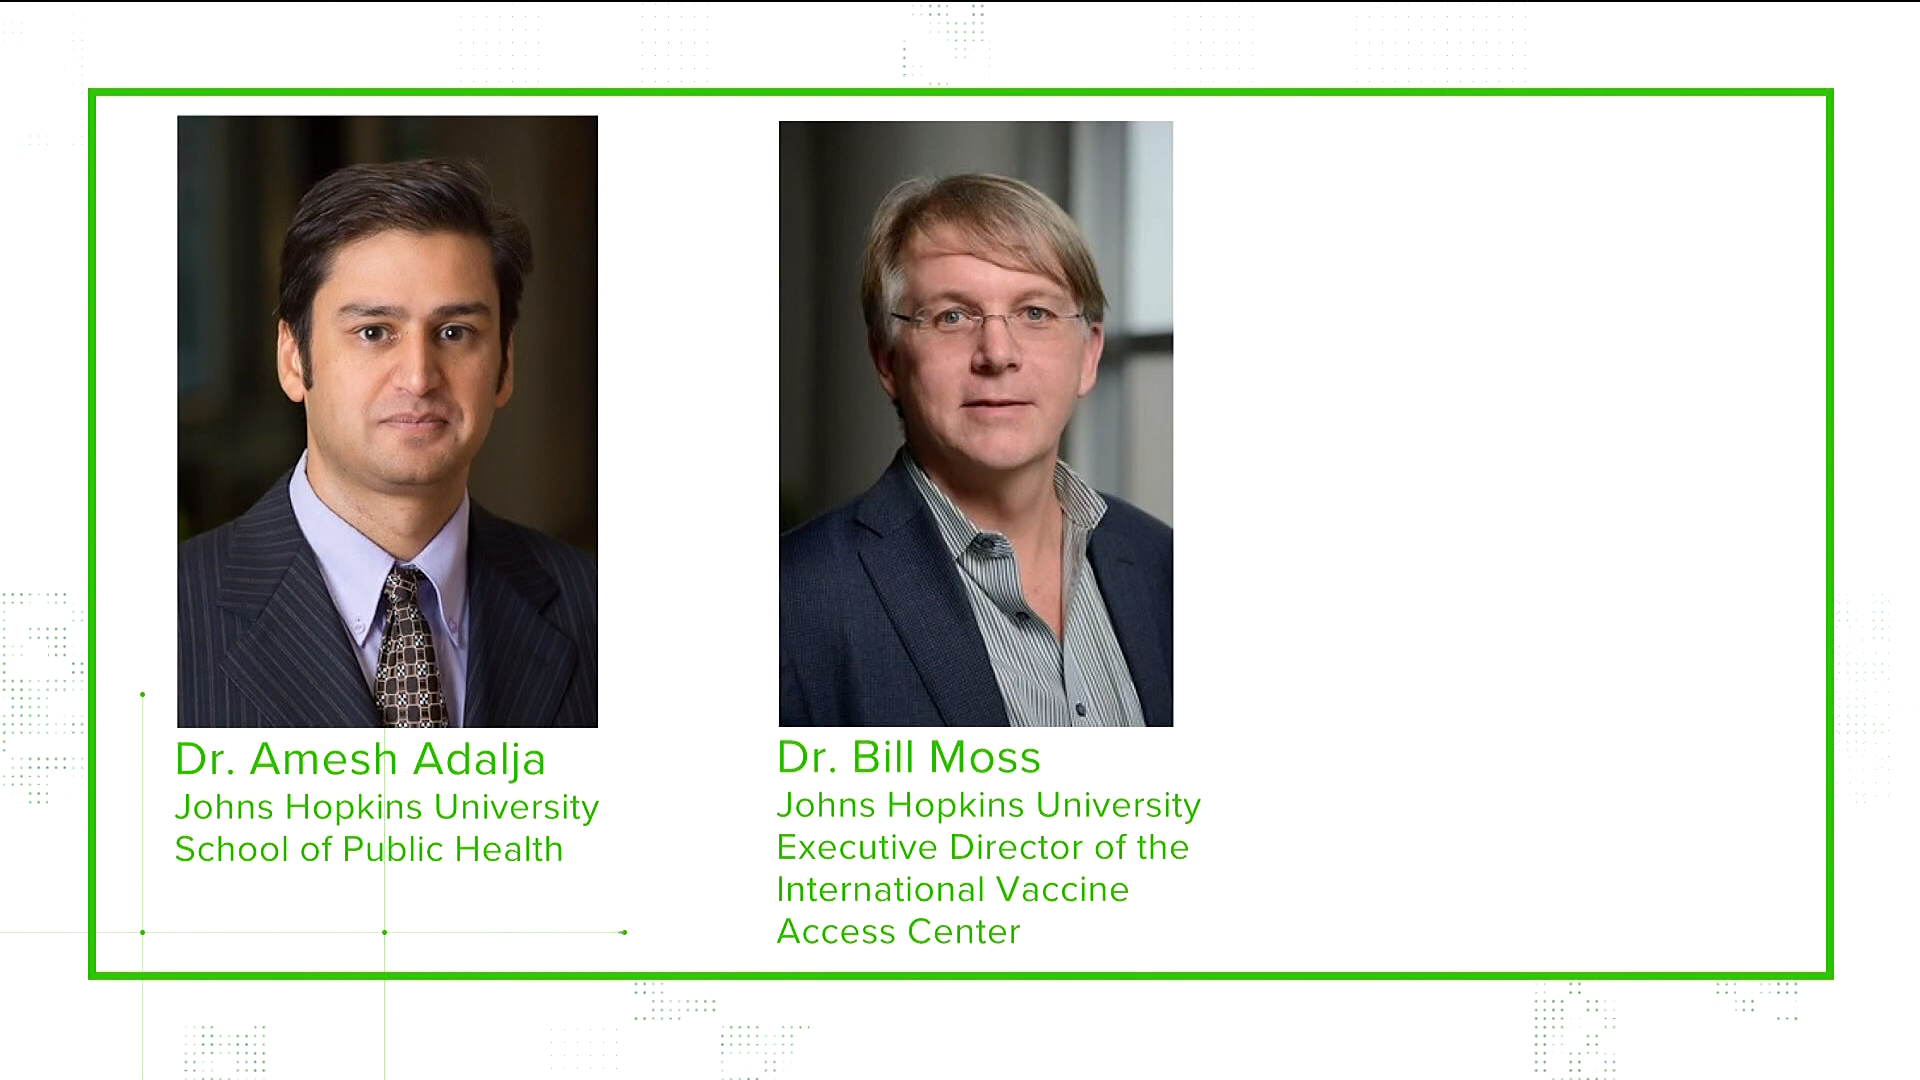 Dr. Amesh Adalja
Johns Hopkins University
School of Public Health
Dr. Bill Moss
Johns Hopkins University
Executive Director of the
International Vaccine
Access Center